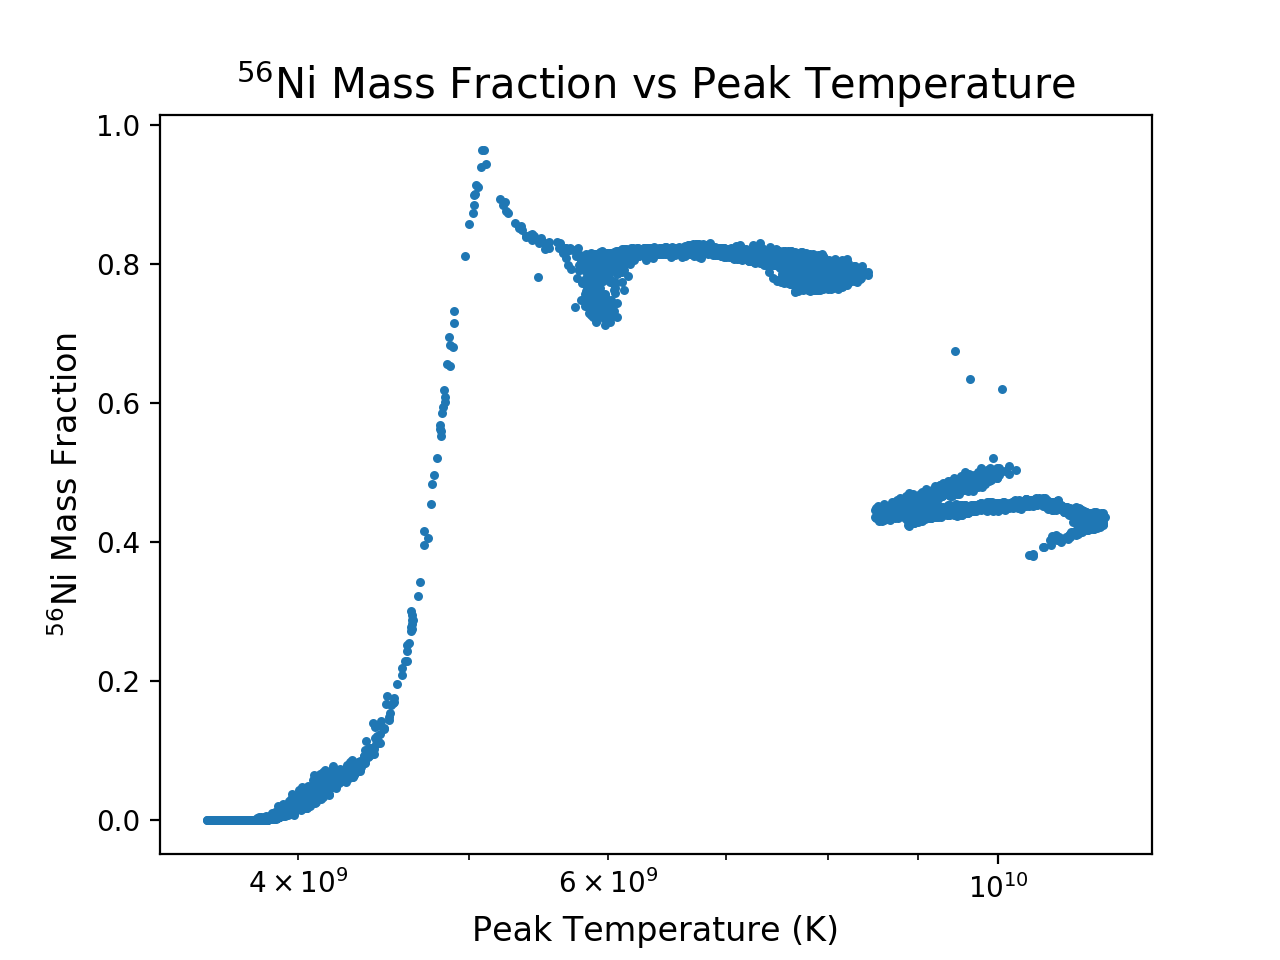 ⁵⁶Ni Mass Fraction vs Peak Temperature
1.0
0.8
0.6
0.4
0.2
0.0
⁵⁶Ni Mass Fraction
4 × 10⁹
6 × 10⁹
10¹⁰
Peak Temperature (K)